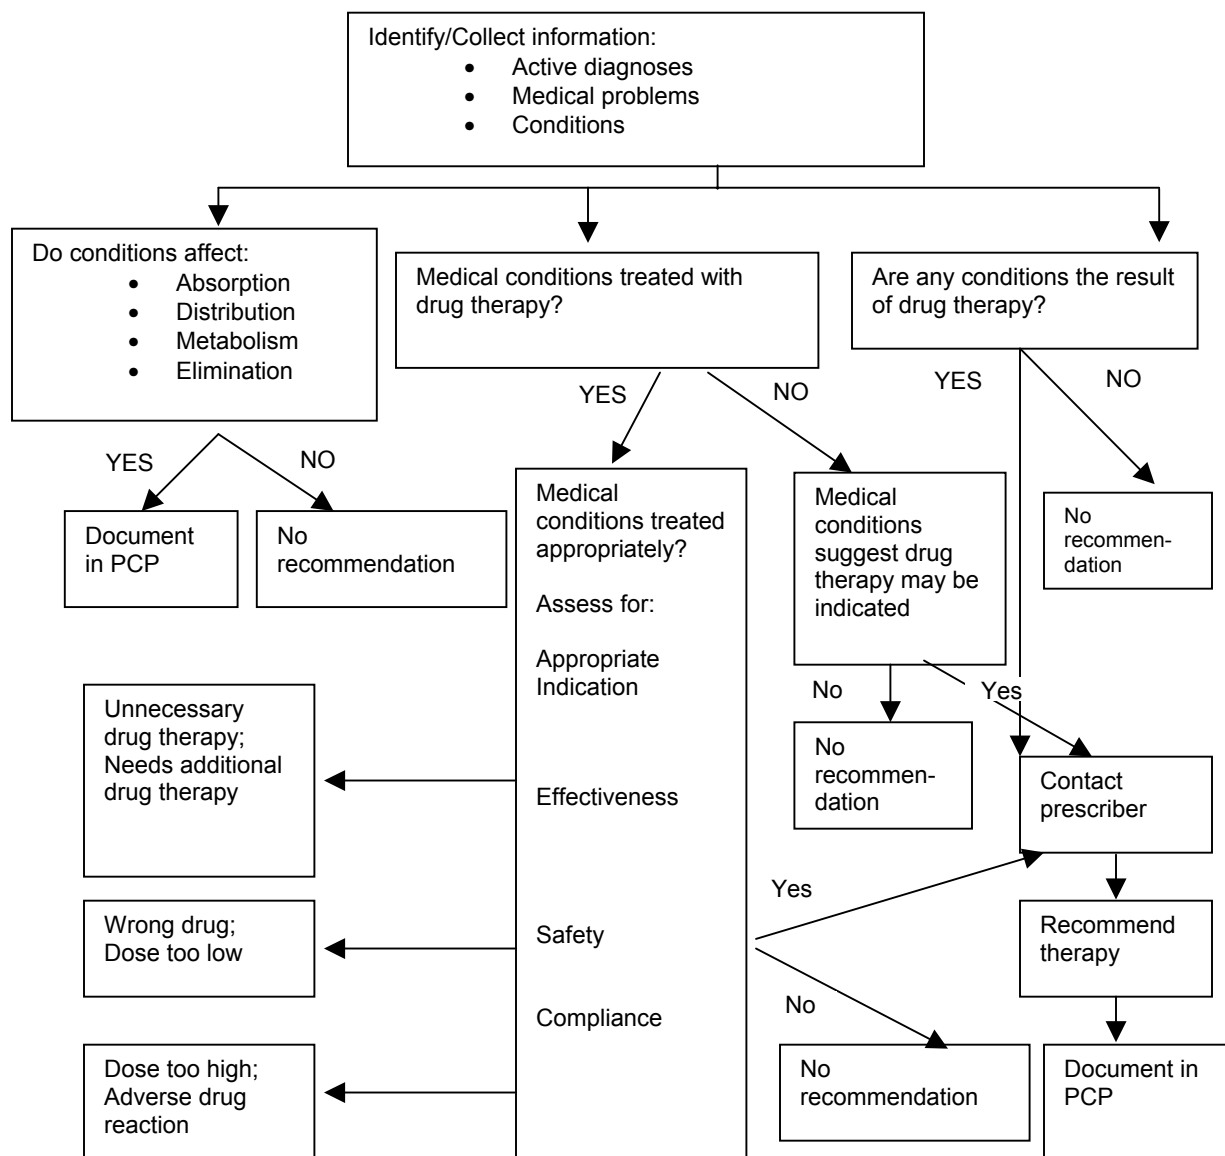 Identify/Collect information:
• Active diagnoses
• Medical problems
• Conditions
Do conditions affect:
• Absorption
• Distribution
• Metabolism
• Elimination
Medical conditions treated with
drug therapy?
Are any conditions the result
of drug therapy?
YES
NO
YES
NO
YES
NO
Document
in PCP
No
recommendation
Medical
conditions treated
appropriately?
Assess for:
Appropriate
Indication
Effectiveness
Safety
Compliance
Medical
conditions
suggest drug
therapy may be
indicated
No
recommen-
dation
No
Yes
Unnecessary
drug therapy;
Needs additional
drug therapy
No
recommen-
dation
Contact
prescriber
Yes
Wrong drug;
Dose too low
Recommend
therapy
No
Dose too high;
Adverse drug
reaction
No
recommendation
Document in
PCP